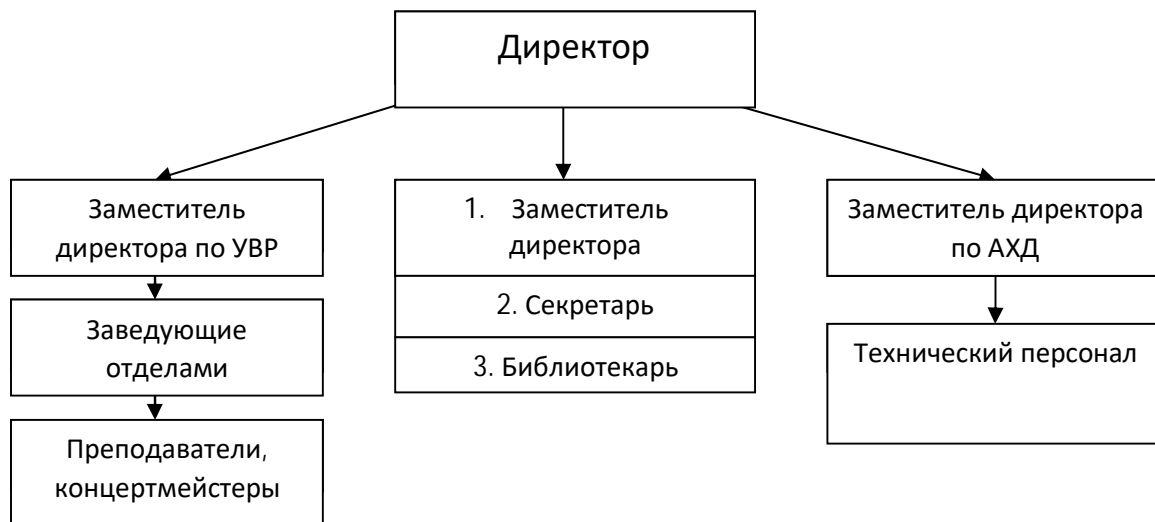 Директор
Заместитель
директора по УВР
1. Заместитель
директора
Заместитель директора
по АХД
2. Секретарь
Заведующие
отделами
3. Библиотекарь
Технический персонал
Преподаватели,
концертмейстеры